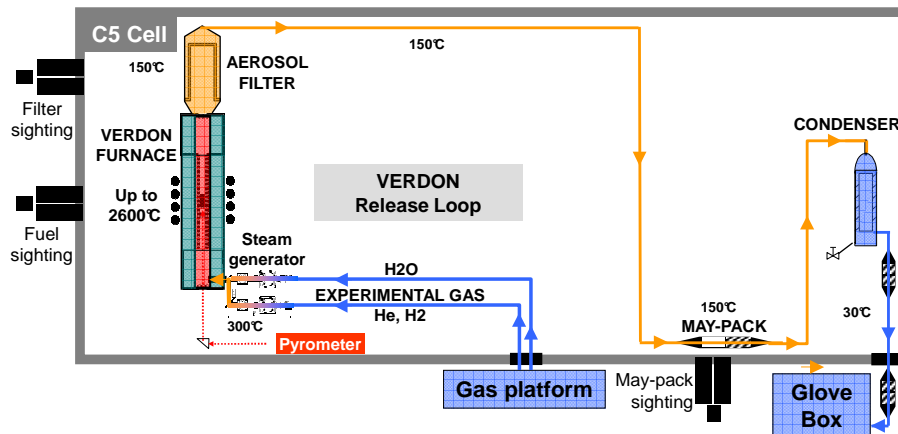 C5 Cell
150℃
AEROSOL
FILTER
150℃
Filter
sighting
VERDON
FURNACE
CONDENSER
Up to
2600℃
VERDON
Release Loop
Fuel
sighting
Steam
generator
H2O
EXPERIMENTAL GAS
He, H2
300℃
150℃
MAY-PACK
30℃
Pyrometer
Gas platform
May-pack
sighting
Glove
Box